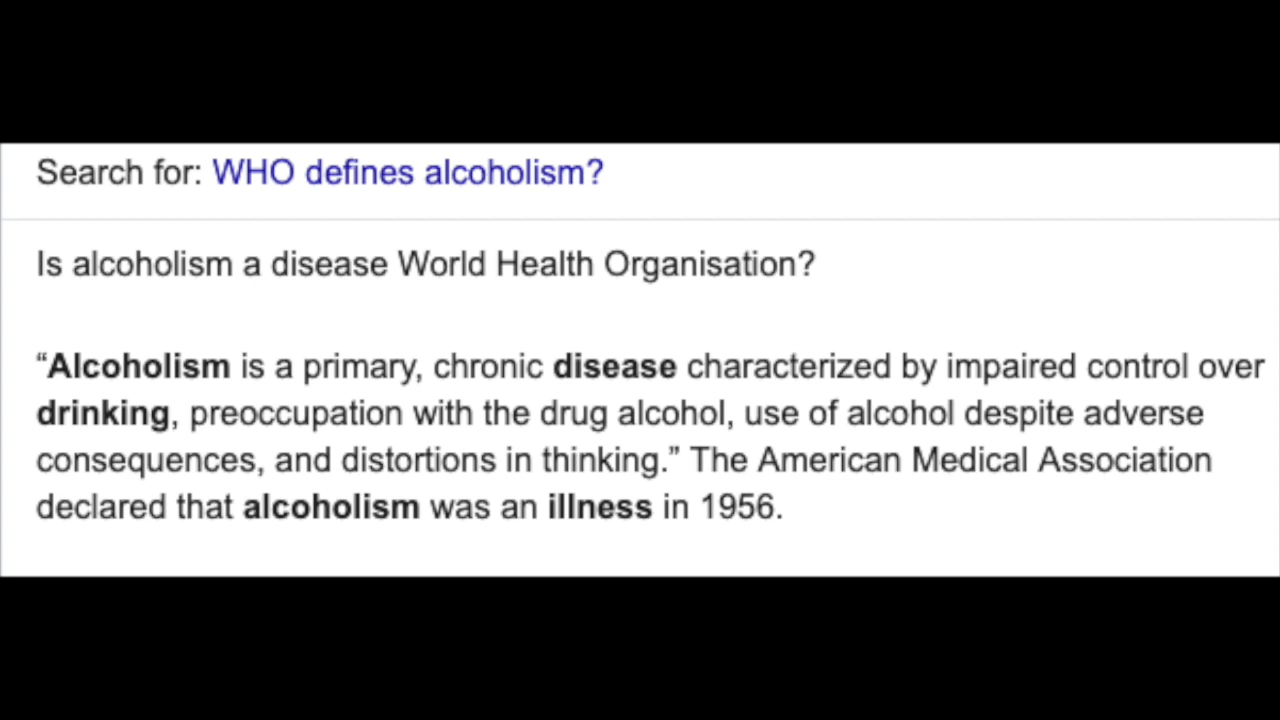 Search for: WHO defines alcoholism?
Is alcoholism a disease World Health Organisation?
“Alcoholism is a primary, chronic disease characterized by impaired control over
drinking, preoccupation with the drug alcohol, use of alcohol despite adverse
consequences, and distortions in thinking.” The American Medical Association
declared that alcoholism was an illness in 1956.